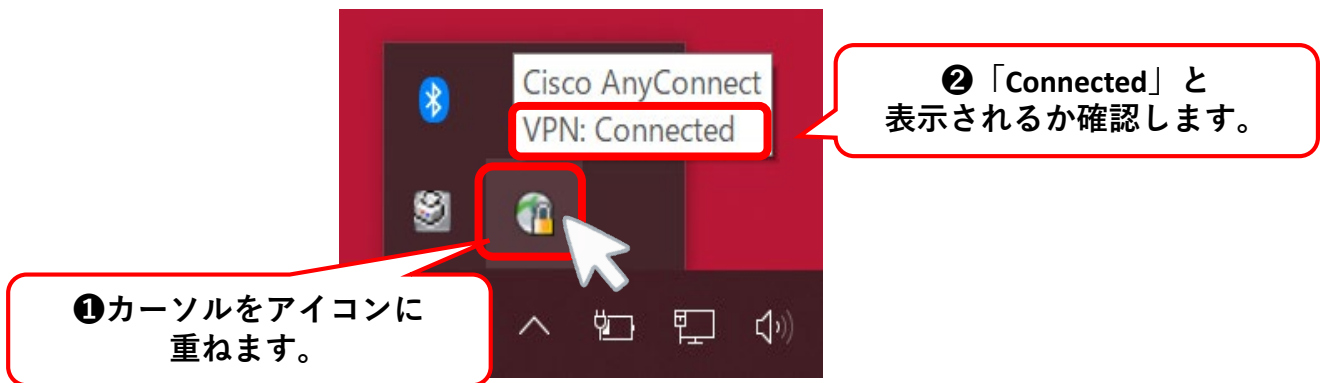 Cisco AnyConnect
VPN: Connected
❷「Connected」と
表示されるか確認します。
❶カーソルをアイコンに
重ねます。